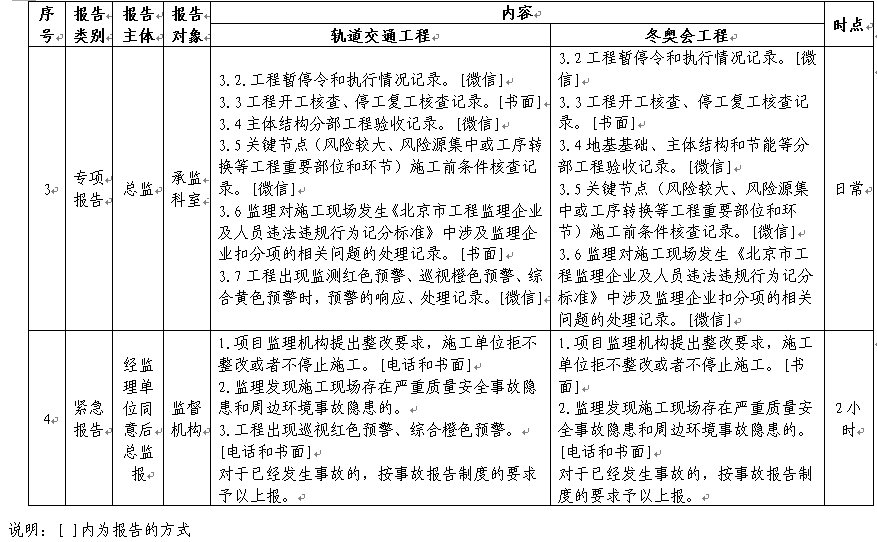 序号 报告类别 报告主体 报告对象 内容 时点
轨道交通工程 冬奥会工程
3 专项报告 总监 承监科室
3.2.工程暂停令和执行情况记录。[微信]
3.3工程开工核查、停工复工核查记录。[书面]
3.4主体结构分部工程验收记录。[微信]
3.5关键节点（风险较大、风险源集中或工序转
换等工程重要部位和环节）施工前条件核查记
录。[微信]
3.6监理对施工现场发生《北京市工程监理企业
及人员违法违规行为记分标准》中涉及监理企
业扣分项的相关问题的处理记录。[书面]
3.7工程出现监测红色预警、巡视橙色预警、综
合黄色预警时，预警的响应、处理记录。[微信]
3.2工程暂停令和执行情况记录。[微
信]
3.3工程开工核查、停工复工核查记
录。[书面]
3.4地基基础、主体结构和节能等分
部工程验收记录。[微信]
3.5关键节点（风险较大、风险源集
中或工序转换等工程重要部位和环
节）施工前条件核查记录。[微信]
3.6监理对施工现场发生《北京市工
程监理企业及人员违法违规行为记分
标准》中涉及监理企业扣分项的相关
问题的处理记录。[微信]
日常
4 紧急报告 经监理单位同意后总监报 监督机构
1.项目监理机构提出整改要求，施工单位拒不
整改或者不停止施工。[电话和书面]
2.监理发现施工现场存在严重质量安全事故隐
患和周边环境事故隐患的。
3.工程出现巡视红色预警、综合橙色预警。
[电话和书面]
对于已经发生事故的，按事故报告制度的要求
予以上报。
1.项目监理机构提出整改要求，施工
单位拒不整改或者不停止施工。[书
面]
2.监理发现施工现场存在严重质量安
全事故隐患和周边环境事故隐患的。
[电话和书面]
对于已经发生事故的，按事故报告制
度的要求予以上报。
2小时
说明：[ ]内为报告的方式